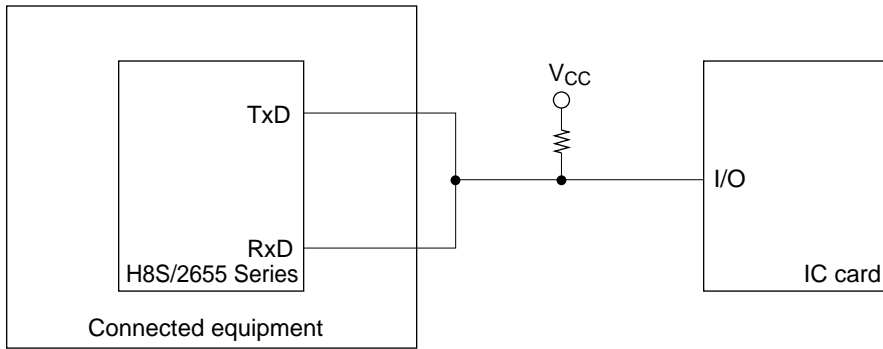 VCC
TxD
I/O
RxD
H8S/2655 Series
IC card
Connected equipment